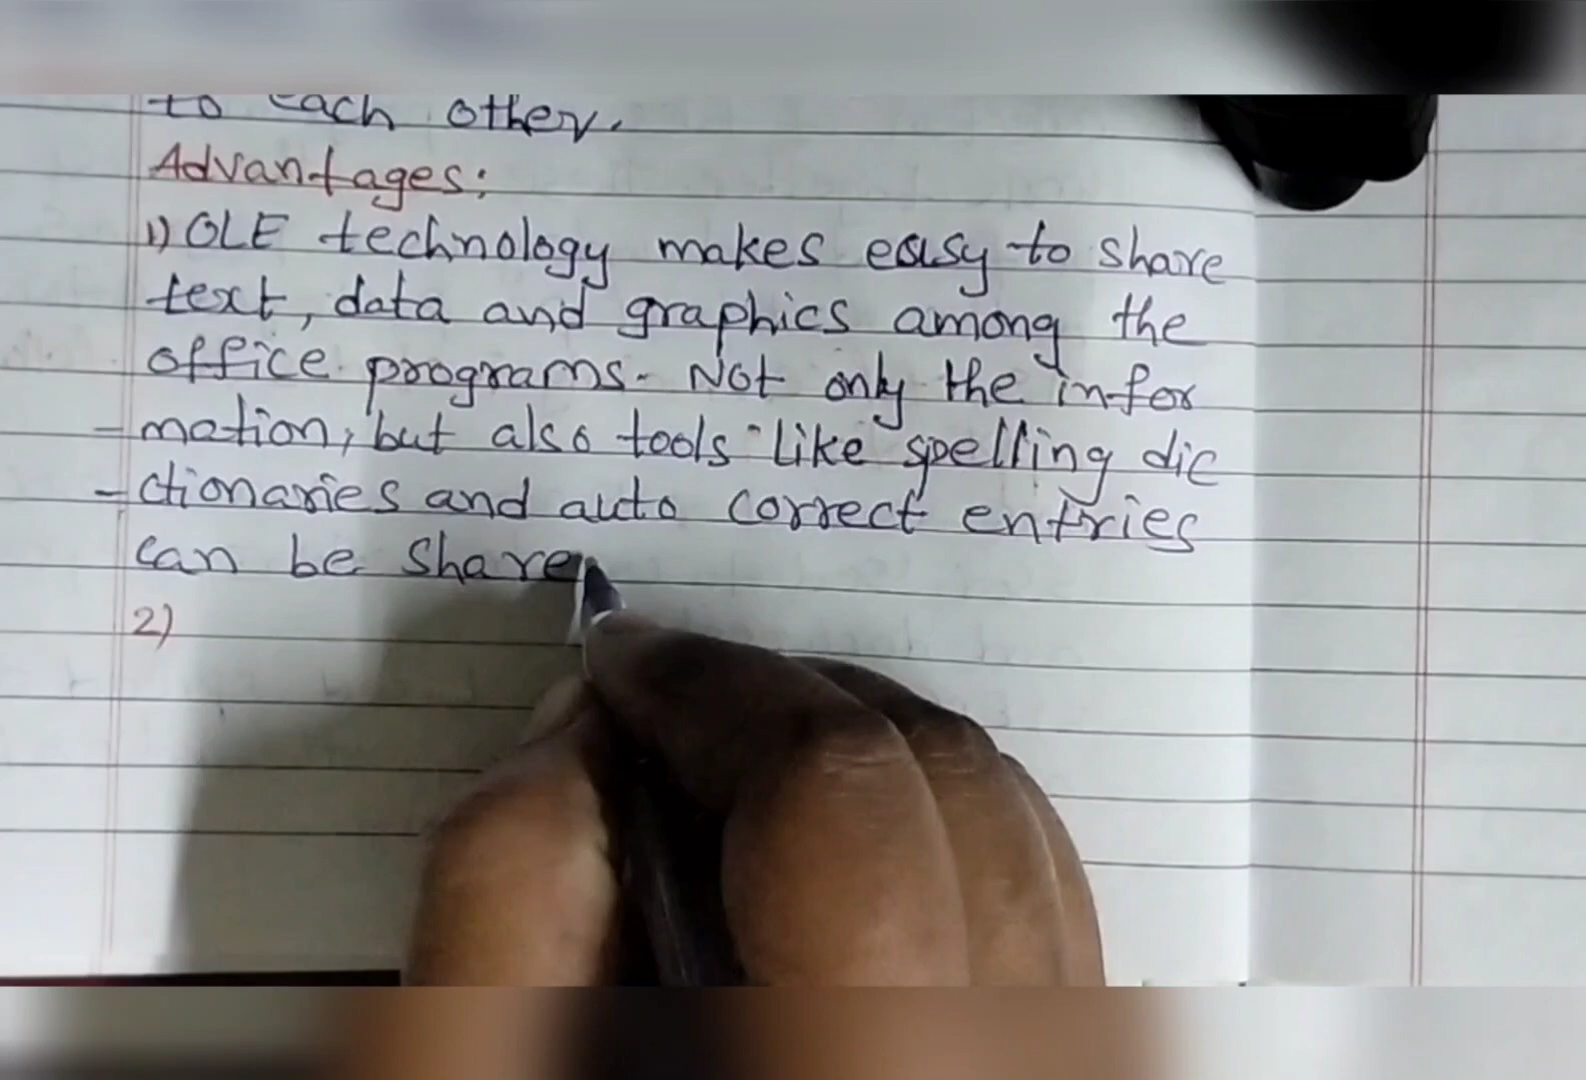 to each other.
Advantages:
1) OLE technology makes easy to share
text, data and graphics among the
office programs. Not only the infor
-mation, but also tools like spelling dic
-ctionaries and auto correct entries
can be share
2)